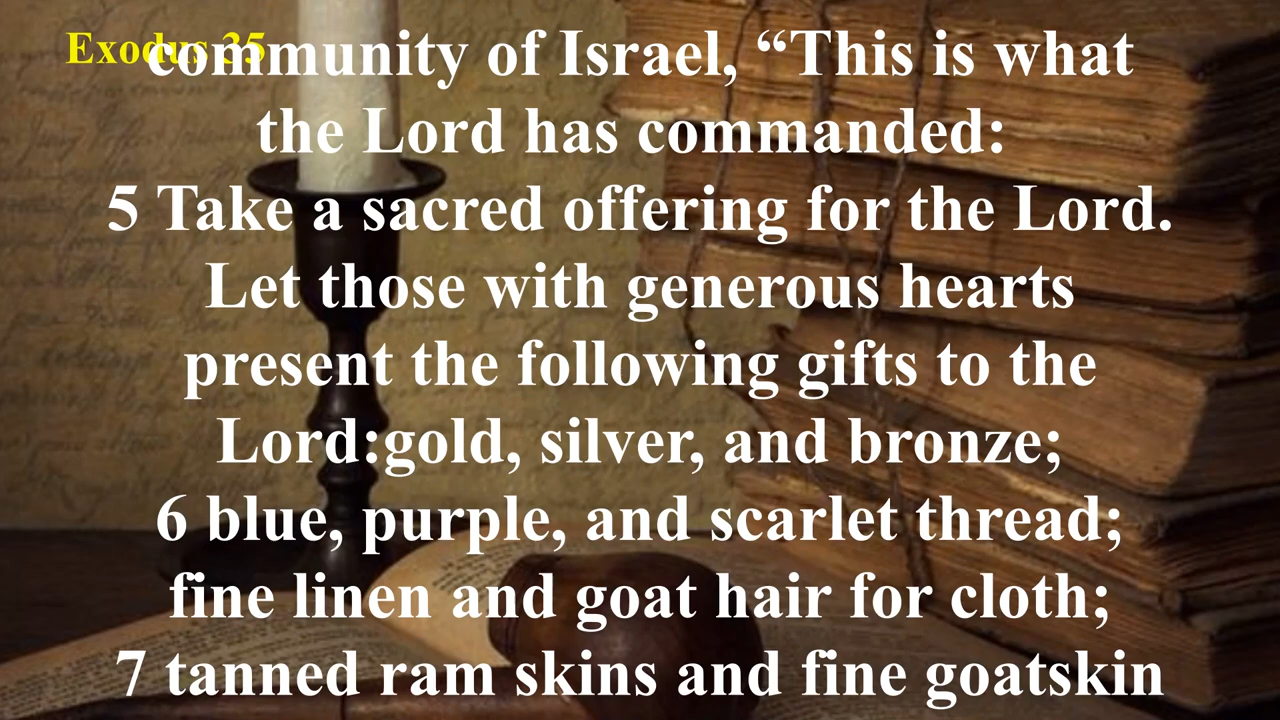 Exodus 35
community of Israel, “This is what
the Lord has commanded:
5 Take a sacred offering for the Lord.
Let those with generous hearts
present the following gifts to the
Lord:gold, silver, and bronze;
6 blue, purple, and scarlet thread;
fine linen and goat hair for cloth;
7 tanned ram skins and fine goatskin